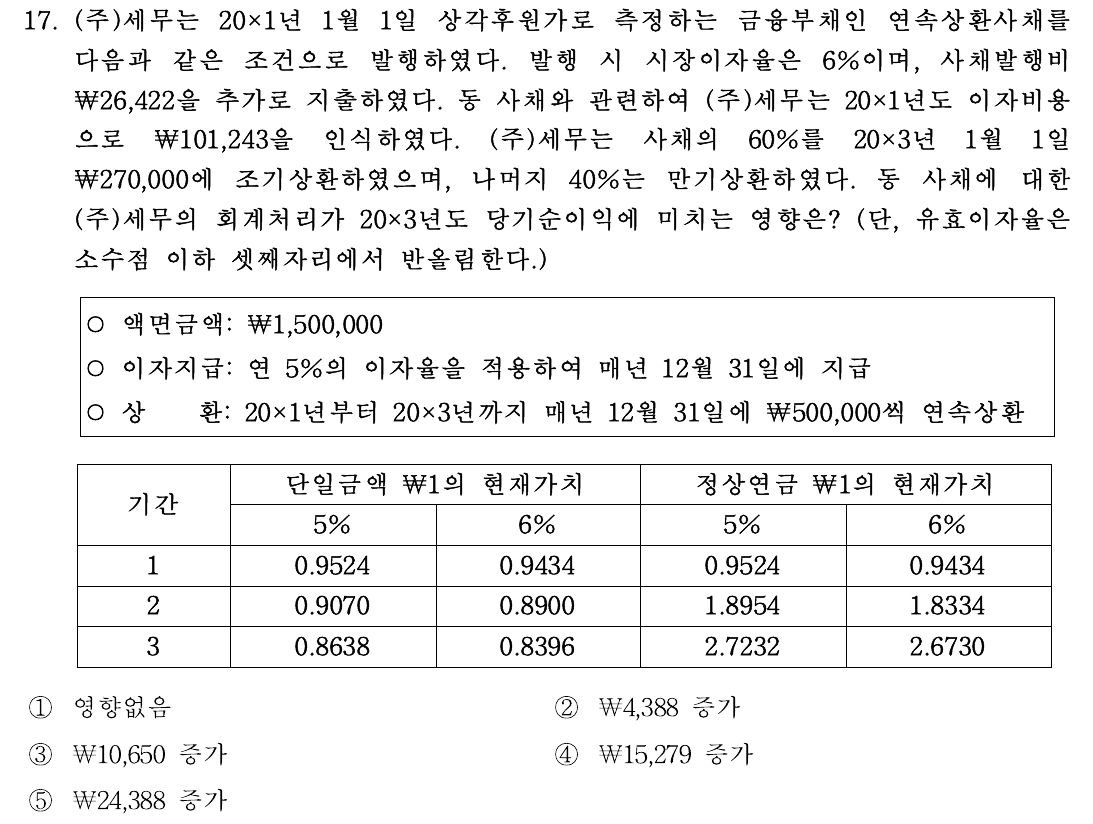 17. (주)세무는 20×1년 1월 1일 상각후원가로 측정하는 금융부채인 연속상환사채를
다음과 같은 조건으로 발행하였다. 발행 시 시장이자율은 6%이며, 사채발행비
₩26,422을 추가로 지출하였다. 동 사채와 관련하여 (주)세무는 20×1년도 이자비용
으로 ₩101,243을 인식하였다. (주)세무는 사채의 60%를 20×3년 1월 1일
₩270,000에 조기상환하였으며, 나머지 40%는 만기상환하였다. 동 사채에 대한
(주)세무의 회계처리가 20×3년도 당기순이익에 미치는 영향은? (단, 유효이자율은
소수점 이하 셋째자리에서 반올림한다.)
○ 액면금액: ₩1,500,000
○ 이자지급: 연 5%의 이자율을 적용하여 매년 12월 31일에 지급
○ 상 환: 20×1년부터 20×3년까지 매년 12월 31일에 ₩500,000씩 연속상환
기간 단일금액 ₩1의 현재가치 정상연금 ₩1의 현재가치
5% 6% 5% 6%
1 0.9524 0.9434 0.9524 0.9434
2 0.9070 0.8900 1.8954 1.8334
3 0.8638 0.8396 2.7232 2.6730
① 영향없음 ② ₩4,388 증가
③ ₩10,650 증가 ④ ₩15,279 증가
⑤ ₩24,388 증가